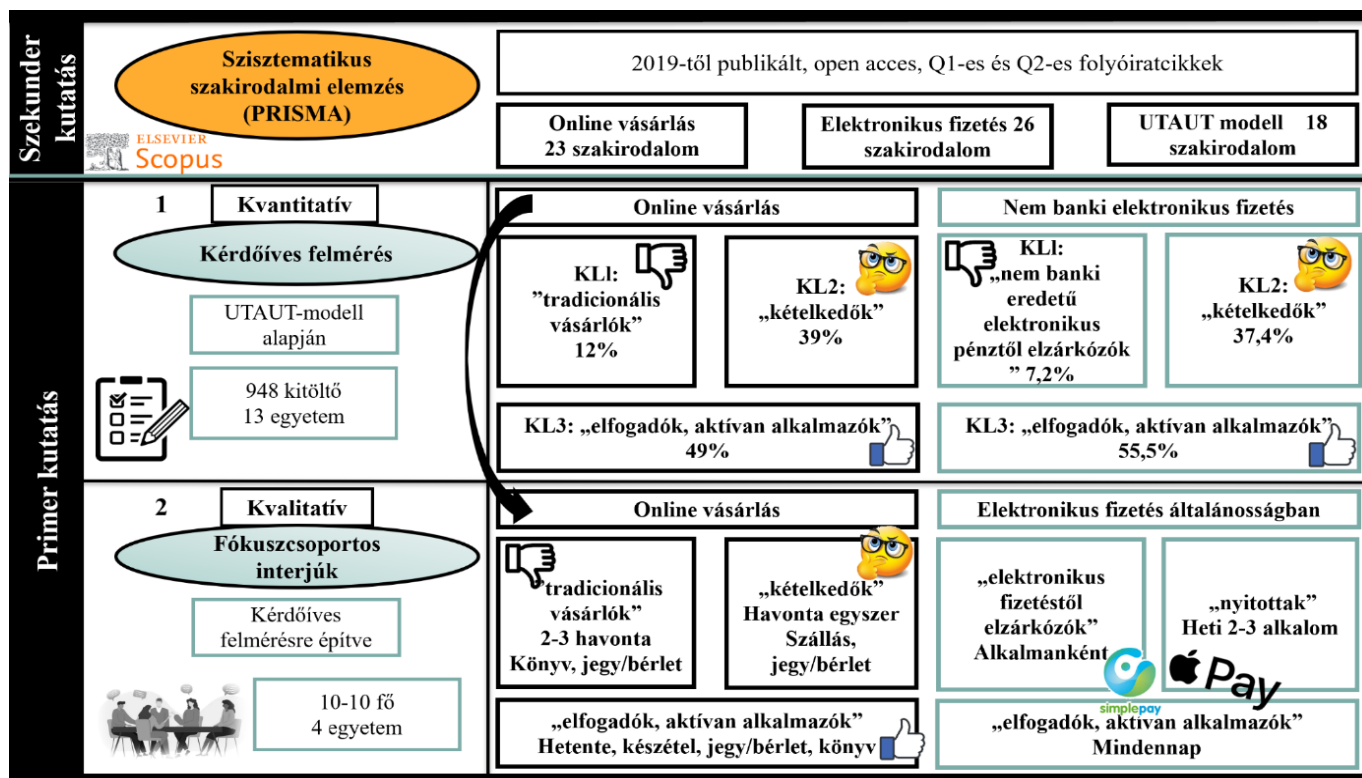 Szekunder
kutatás
Szisztematikus
szakirodalmi elemzés
(PRISMA)
ELSEVIER
Scopus
2019-től publikált, open acces, Q1-es és Q2-es folyóiratcikkek
Online vásárlás
23 szakirodalom
Elektronikus fizetés 26
szakirodalom
UTAUT modell 18
szakirodalom
Primer kutatás
1
Kvantitatív
Kérdőíves felmérés
UTAUT-modell
alapján
948 kitöltő
13 egyetem
Online vásárlás
KL1:
”tradicionális
vásárlók”
12%
KL2:
„kételkedők”
39%
KL3: „elfogadók, aktívan alkalmazók”
49%
Nem banki elektronikus fizetés
KL1:
„nem banki
eredetű
elektronikus
pénztől elzárkózók
” 7,2%
KL2:
„kételkedők”
37,4%
KL3: „elfogadók, aktívan alkalmazók”
55,5%
2
Kvalitatív
Fókuszcsoportos
interjúk
Kérdőíves
felmérésre építve
10-10 fő
4 egyetem
Online vásárlás
”tradicionális
vásárlók”
2-3 havonta
Könyv, jegy/bérlet
„kételkedők”
Havonta egyszer
Szállás,
jegy/bérlet
„elfogadók, aktívan alkalmazók”
Hetente, készétel, jegy/bérlet, könyv
Elektronikus fizetés általánosságban
„elektronikus
fizetéstől
elzárkózók”
Alkalmanként
„nyitottak”
Heti 2-3 alkalom
simplepay
Pay
„elfogadók, aktívan alkalmazók”
Mindennap